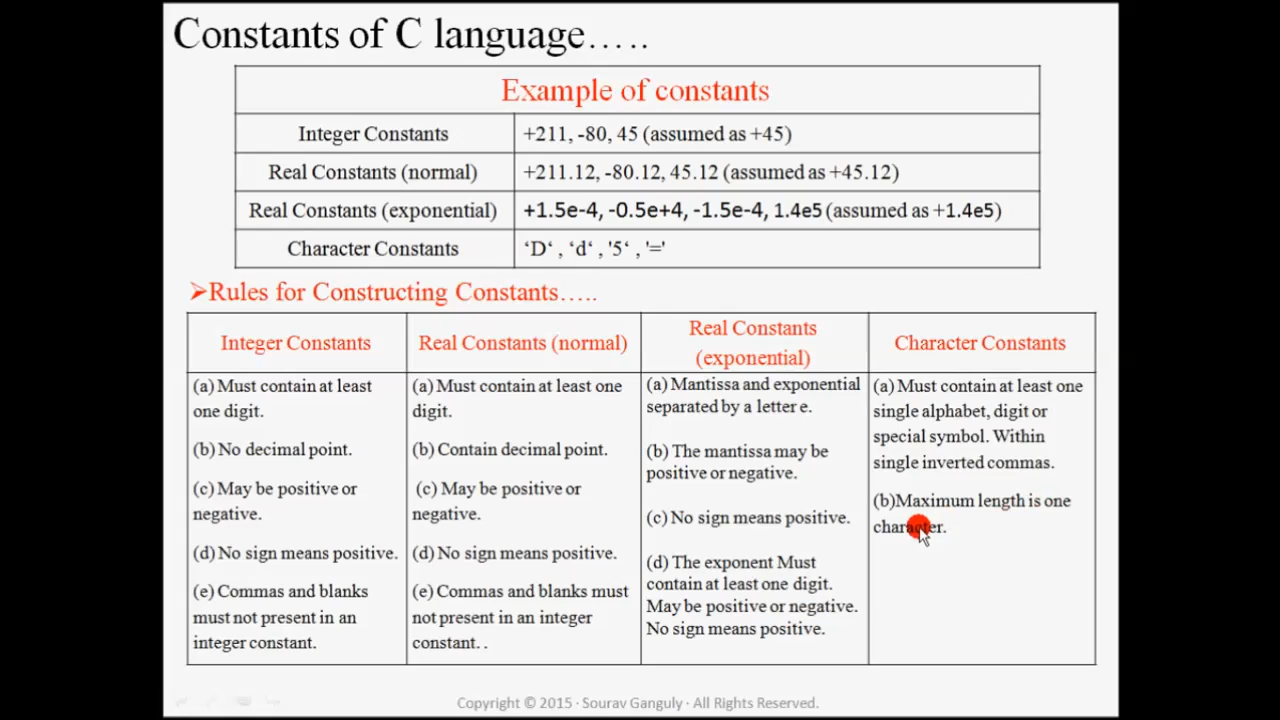 Constants of C language…..
Example of constants
Integer Constants
+211, -80, 45 (assumed as +45)
Real Constants (normal)
+211.12, -80.12, 45.12 (assumed as +45.12)
Real Constants (exponential)
+1.5e-4, -0.5e+4, -1.5e-4, 1.4e5 (assumed as +1.4e5)
Character Constants
‘D‘ , ‘d‘ , '5‘ , '='
➢Rules for Constructing Constants…..
Integer Constants
(a) Must contain at least
one digit.
(b) No decimal point.
(c) May be positive or
negative.
(d) No sign means positive.
(e) Commas and blanks
must not present in an
integer constant.
Real Constants (normal)
(a) Must contain at least one
digit.
(b) Contain decimal point.
(c) May be positive or
negative.
(d) No sign means positive.
(e) Commas and blanks must
not present in an integer
constant. .
Real Constants
(exponential)
(a) Mantissa and exponential
separated by a letter e.
(b) The mantissa may be
positive or negative.
(c) No sign means positive.
(d) The exponent Must
contain at least one digit.
May be positive or negative.
No sign means positive.
Character Constants
(a) Must contain at least one
single alphabet, digit or
special symbol. Within
single inverted commas.
(b)Maximum length is one
character.
Copyright © 2015 · Sourav Ganguly · All Rights Reserved.